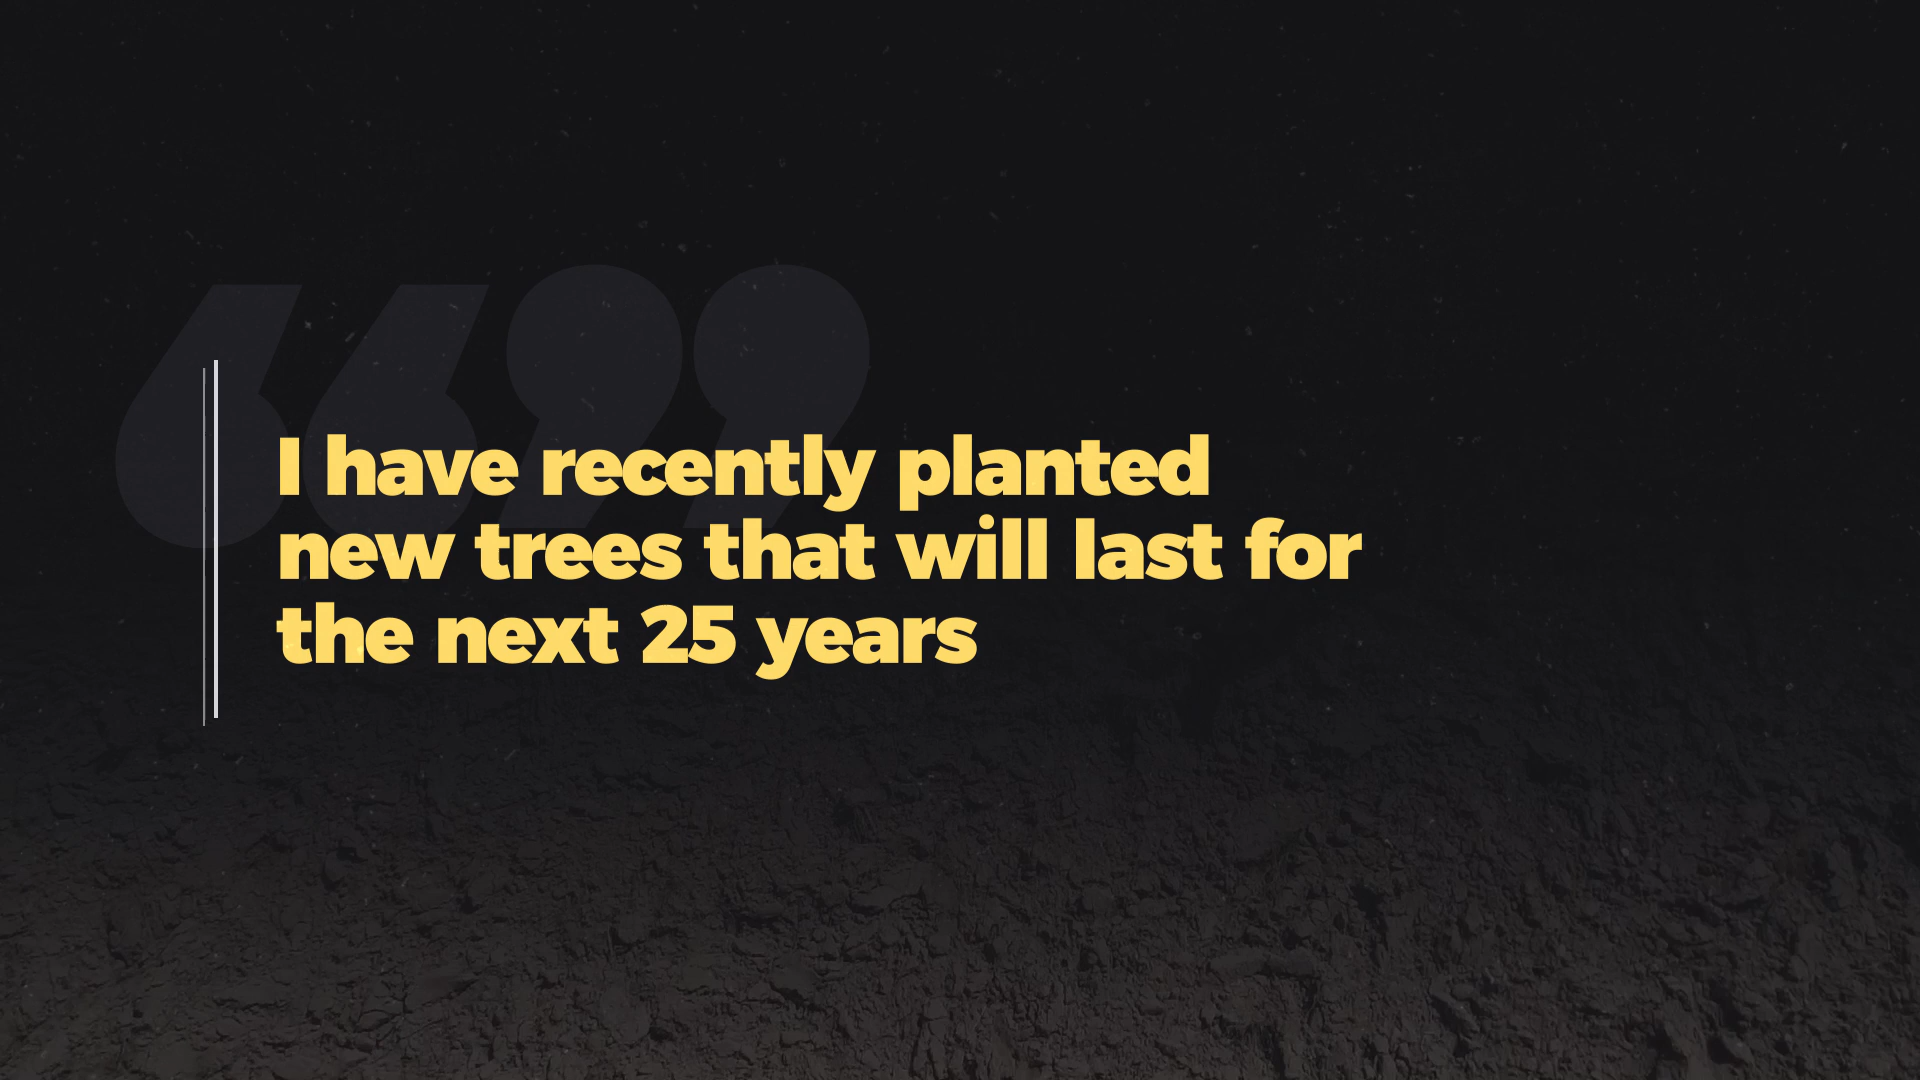 I have recently planted
new trees that will last for
the next 25 years